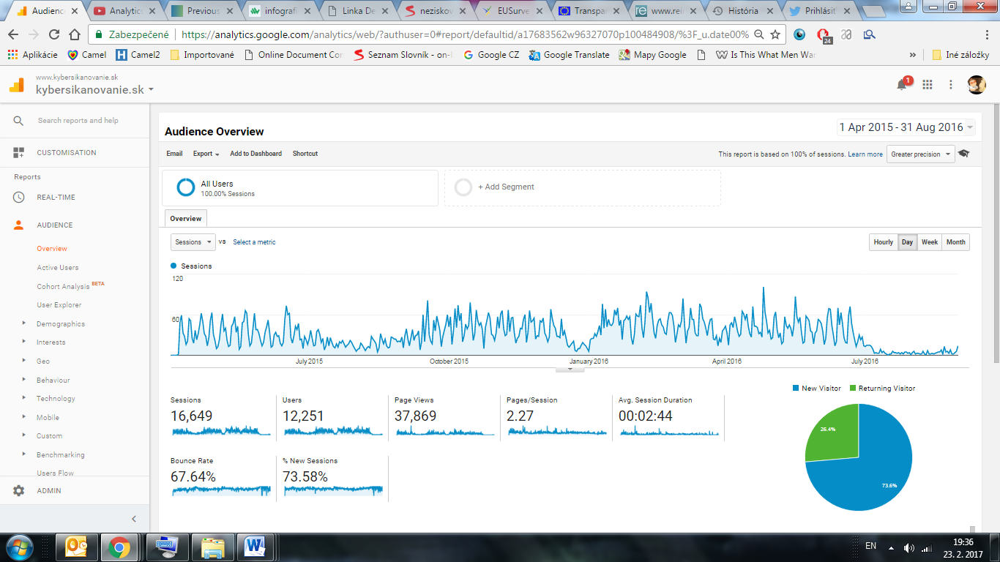 Audience
Analytics
Previous
infografi
Linka De
neziskov
EUSurve
Transpa
www.rei
História
Prihlásiť
Zabezpečené https://analytics.google.com/analytics/web/?authuser=0#report/defaultid/a17683562w96327070p100484908/%3F_u.date00%
24
Aplikácie Camel Camel2 Importované Online Document Co Seznam Slovník - on- Google CZ Google Translate Mapy Google Is This What Men Wa » Iné záložky
www.kybersikanovanie.sk
kybersikanovanie.sk
1
Search reports and help
CUSTOMISATION
Reports
REAL-TIME
AUDIENCE
Overview
Active Users
Cohort Analysis BETA
User Explorer
Demographics
Interests
Geo
Behaviour
Technology
Mobile
Custom
Benchmarking
Users Flow
ADMIN
Audience Overview
1 Apr 2015 - 31 Aug 2016
Email Export Add to Dashboard Shortcut
This report is based on 100% of sessions. Learn more Greater precision
All Users
100.00% Sessions
+ Add Segment
Overview
Sessions vs Select a metric
Hourly Day Week Month
Sessions
120
60
July 2015 October 2015 January 2016 April 2016 July 2016
Sessions
16,649
Users
12,251
Page Views
37,869
Pages/Session
2.27
Avg. Session Duration
00:02:44
Bounce Rate
67.64%
% New Sessions
73.58%
New Visitor Returning Visitor
26.4%
73.6%
EN
19:36
23. 2. 2017